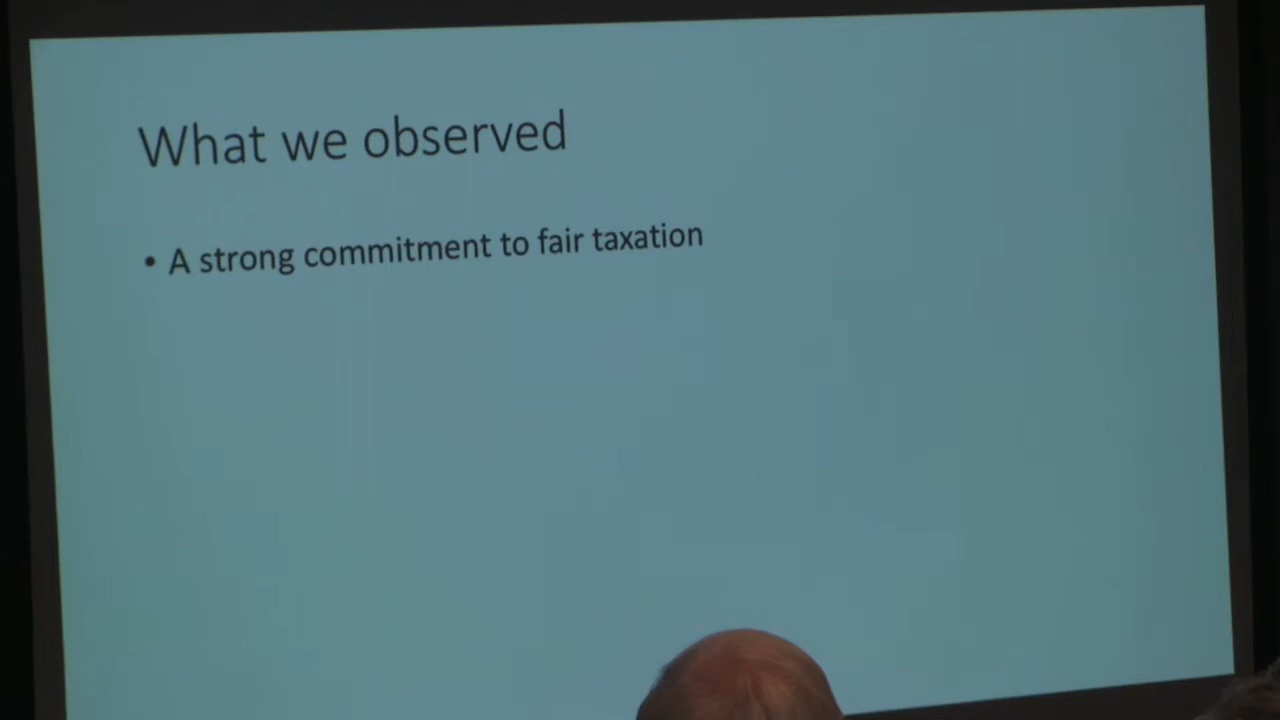 What we observed
• A strong commitment to fair taxation